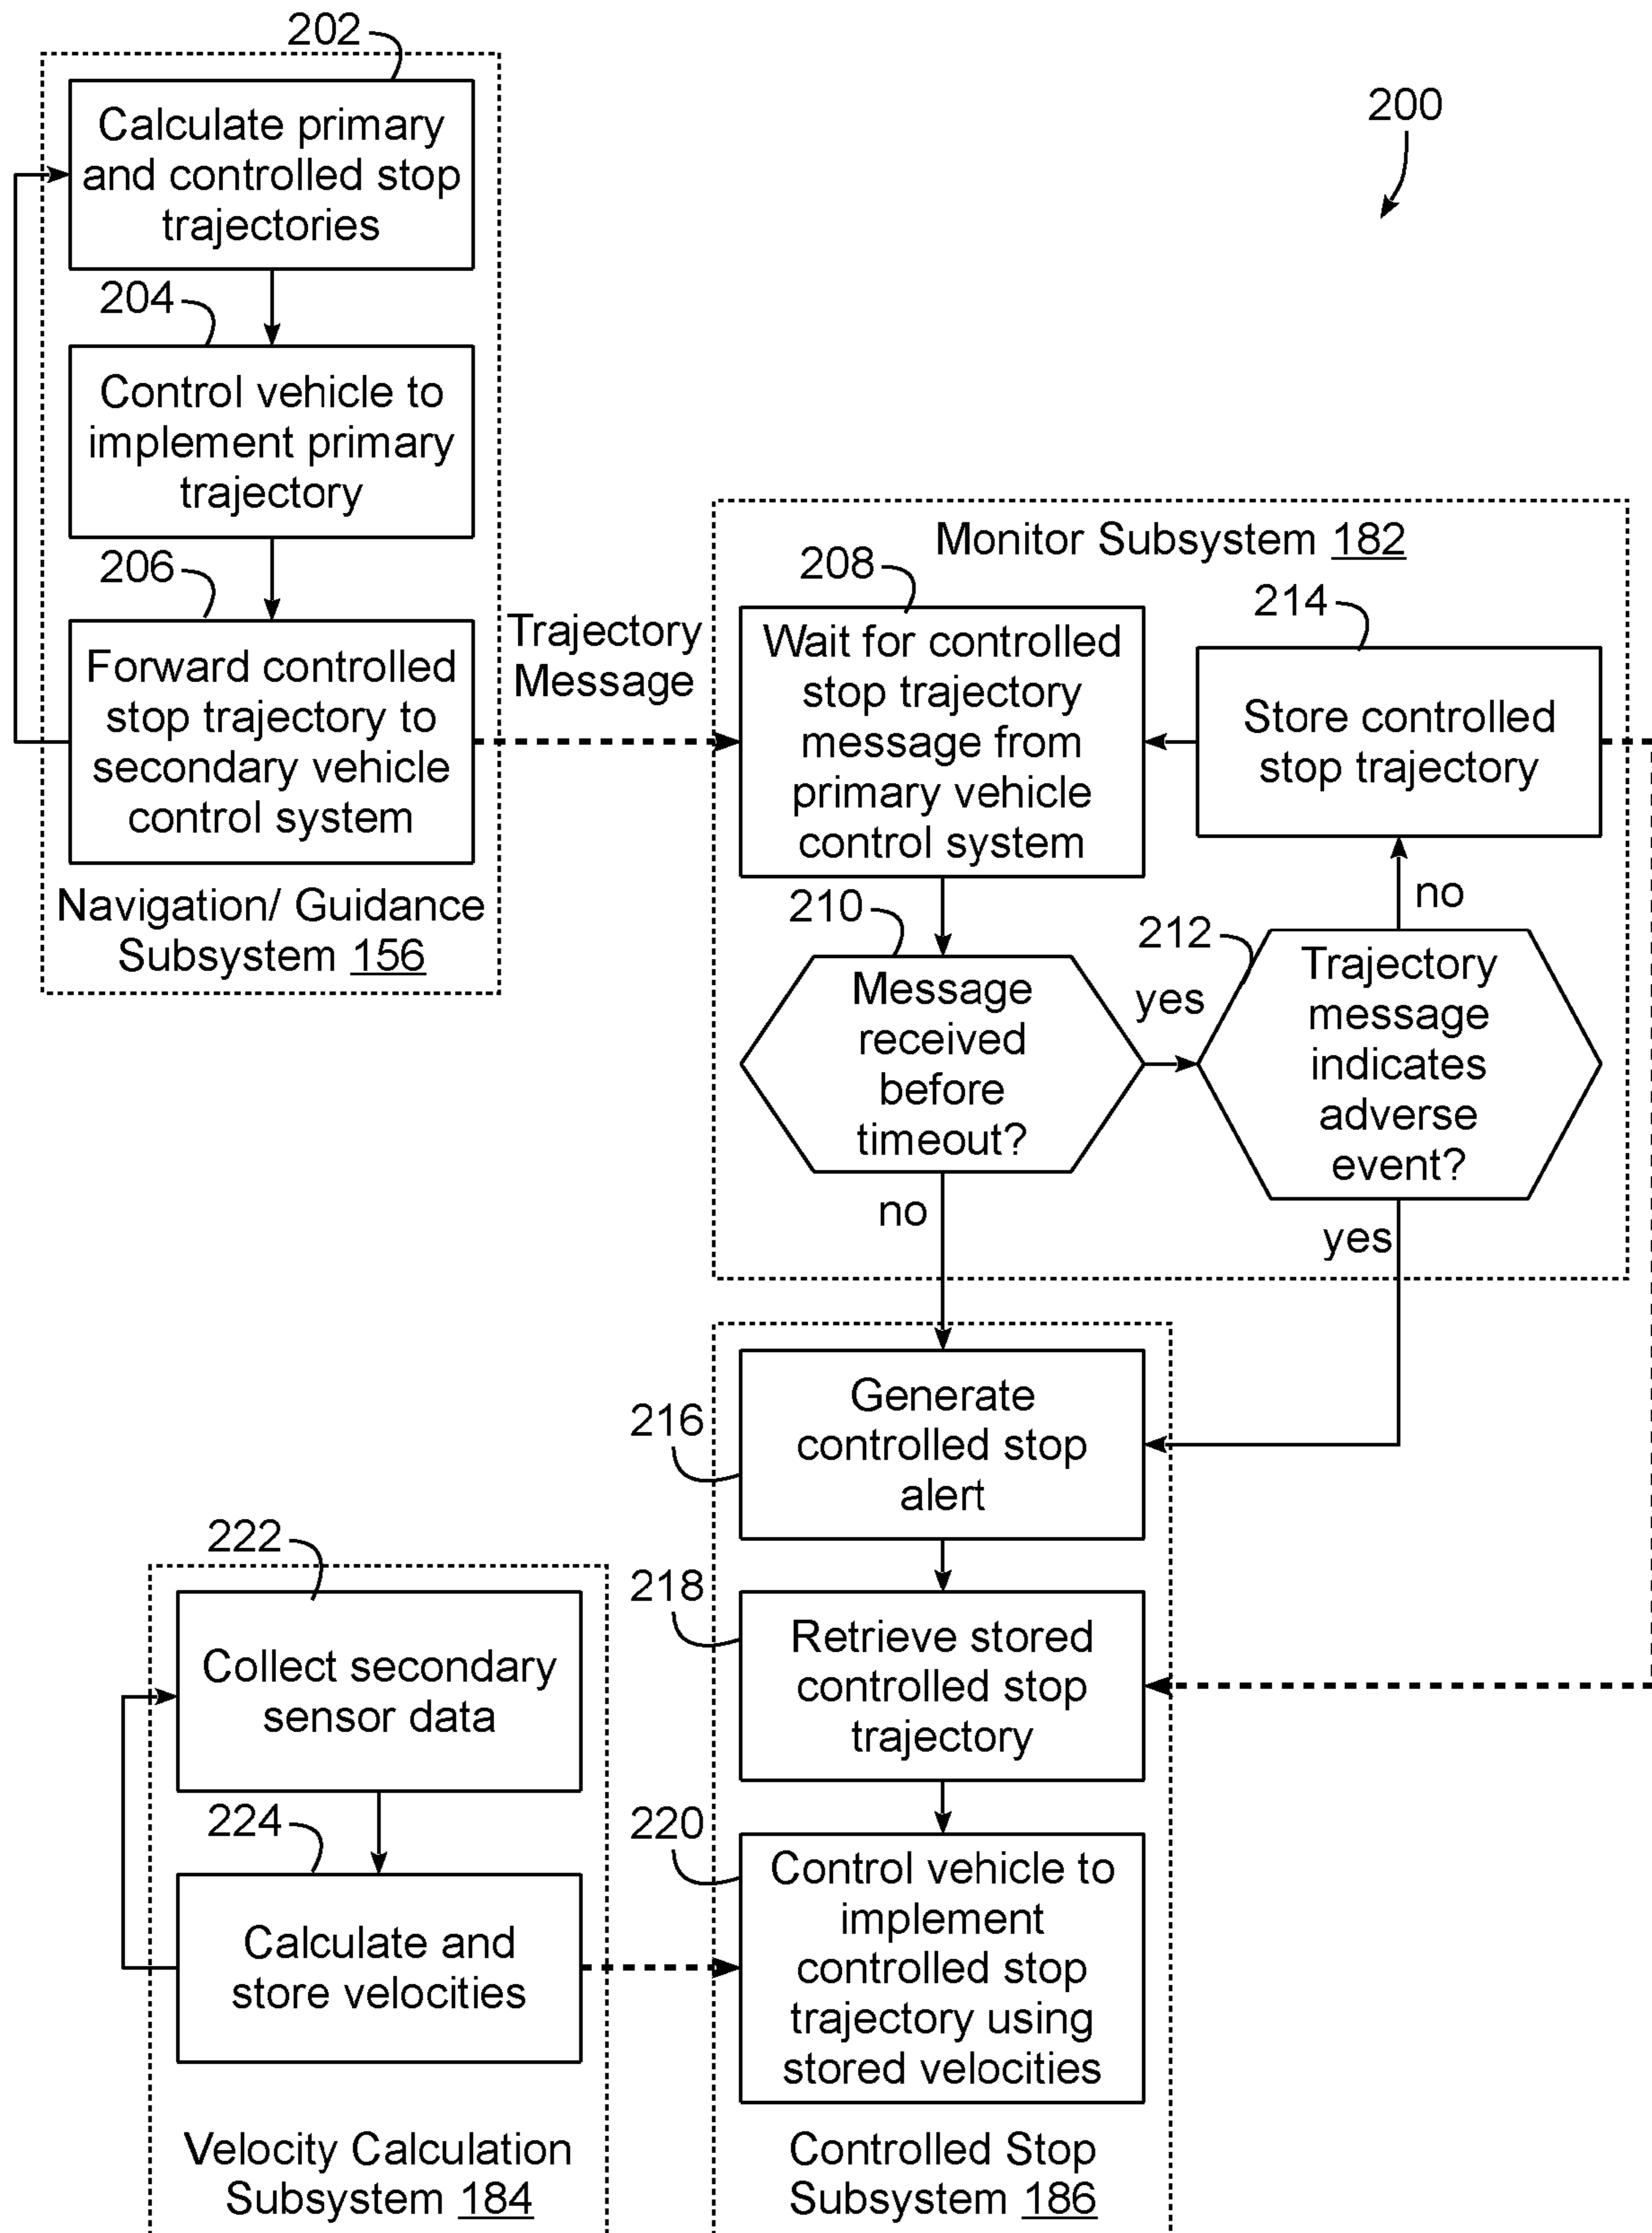 202
Calculate primary
and controlled stop
trajectories
200
204
Control vehicle to
implement primary
trajectory
206
Forward controlled
stop trajectory to
secondary vehicle
control system
Navigation/ Guidance
Subsystem 156
Trajectory
Message
Monitor Subsystem 182
208
Wait for controlled
stop trajectory
message from
primary vehicle
control system
214
Store controlled
stop trajectory
210
Message
received
before
timeout?
yes
no
212
Trajectory
message
indicates
adverse
event?
no
yes
216
Generate
controlled stop
alert
218
Retrieve stored
controlled stop
trajectory
220
Control vehicle to
implement
controlled stop
trajectory using
stored velocities
Controlled Stop
Subsystem 186
222
Collect secondary
sensor data
224
Calculate and
store velocities
Velocity Calculation
Subsystem 184